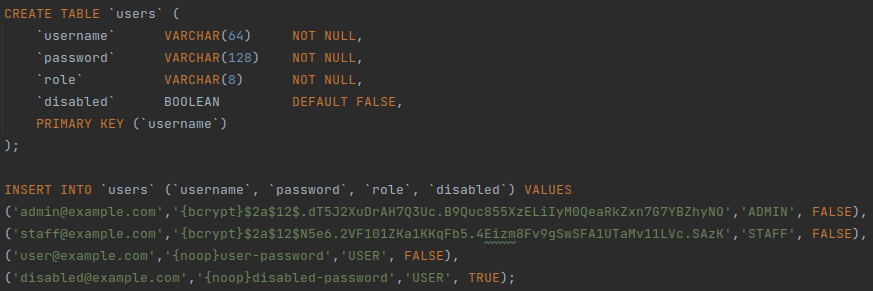 CREATE TABLE `users` (
    `username`      VARCHAR(64)     NOT NULL,
    `password`      VARCHAR(128)    NOT NULL,
    `role`          VARCHAR(8)      NOT NULL,
    `disabled`      BOOLEAN         DEFAULT FALSE,
    PRIMARY KEY (`username`)
);

INSERT INTO `users` (`username`, `password`, `role`, `disabled`) VALUES
('admin@example.com','{bcrypt}$2a$12$.dT5J2XuDrAH7Q3Uc.B9Quc855XzELiIyM0QeaRkZxn7G7YBZhyNO','ADMIN', FALSE),
('staff@example.com','{bcrypt}$2a$12$N5e6.2VF101ZKa1KKqFb5.4Eizm8Fv9gSwSFA1UTaMv11LVc.SAzK','STAFF', FALSE),
('user@example.com','{noop}user-password','USER', FALSE),
('disabled@example.com','{noop}disabled-password','USER', TRUE);